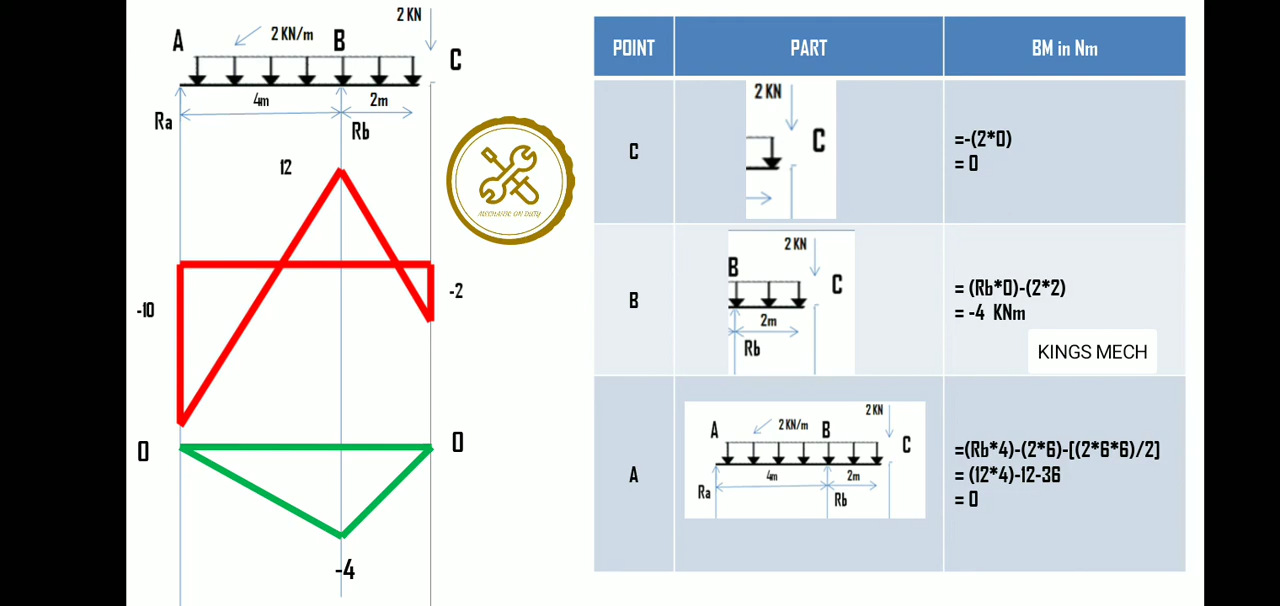 2 KN
A
2 KN/m
B
C
4m
2m
Ra
Rb
12
-10
-2
0
0
-4
MECHANIC ON DUTY
POINT PART BM in Nm
C
2 KN
C
=-(2*0)
= 0
B
2 KN
B
C
2m
Rb
= (Rb*0)-(2*2)
= -4 KNm
KINGS MECH
A
2 KN
A
2 KN/m
B
C
4m
2m
Ra
Rb
=(Rb*4)-(2*6)-[(2*6*6)/2]
= (12*4)-12-36
= 0